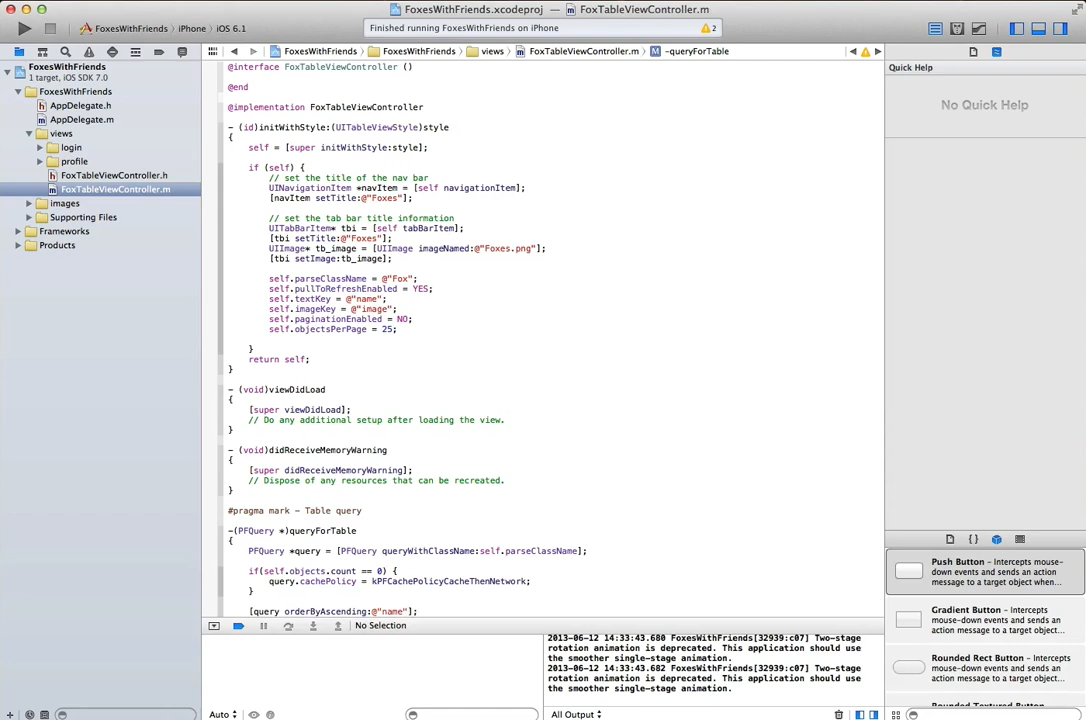 FoxesWithFriends.xcodeproj — FoxTableViewController.m
FoxesWithFriends iPhone iOS 6.1
Finished running FoxesWithFriends on iPhone
2
FoxesWithFriends FoxesWithFriends views FoxTableViewController.m M -queryForTable
FoxesWithFriends
1 target, iOS SDK 7.0
FoxesWithFriends
h AppDelegate.h
m AppDelegate.m
views
login
profile
h FoxTableViewController.h
m FoxTableViewController.m
images
Supporting Files
Frameworks
Products
@interface FoxTableViewController ()
@end
@implementation FoxTableViewController
- (id)initWithStyle:(UITableViewStyle)style
{
self = [super initWithStyle:style];
if (self) {
// set the title of the nav bar
UINavigationItem *navItem = [self navigationItem];
[navItem setTitle:@"Foxes"];
// set the tab bar title information
UITabBarItem* tbi = [self tabBarItem];
[tbi setTitle:@"Foxes"];
UIImage* tb_image = [UIImage imageNamed:@"Foxes.png"];
[tbi setImage:tb_image];
self.parseClassName = @"Fox";
self.pullToRefreshEnabled = YES;
self.textKey = @"name";
self.imageKey = @"image";
self.paginationEnabled = NO;
self.objectsPerPage = 25;
}
return self;
}
- (void)viewDidLoad
{
[super viewDidLoad];
// Do any additional setup after loading the view.
}
- (void)didReceiveMemoryWarning
{
[super didReceiveMemoryWarning];
// Dispose of any resources that can be recreated.
}
#pragma mark - Table query
-(PFQuery *)queryForTable
{
PFQuery *query = [PFQuery queryWithClassName:self.parseClassName];
if(self.objects.count == 0) {
query.cachePolicy = kPFCachePolicyCacheThenNetwork;
}
[query orderByAscending:@"name"];
No Selection
2013-06-12 14:33:43.680 FoxesWithFriends[32939:c07] Two-stage
rotation animation is deprecated. This application should use
the smoother single-stage animation.
2013-06-12 14:33:43.682 FoxesWithFriends[32939:c07] Two-stage
rotation animation is deprecated. This application should use
the smoother single-stage animation.
Auto
All Output
Quick Help
No Quick Help
{ }
Push Button – Intercepts mouse-
down events and sends an action
message to a target object when…
Gradient Button – Intercepts
mouse-down events and sends an
action message to a target object…
Rounded Rect Button – Intercepts
mouse-down events and sends an
action message to a target object…